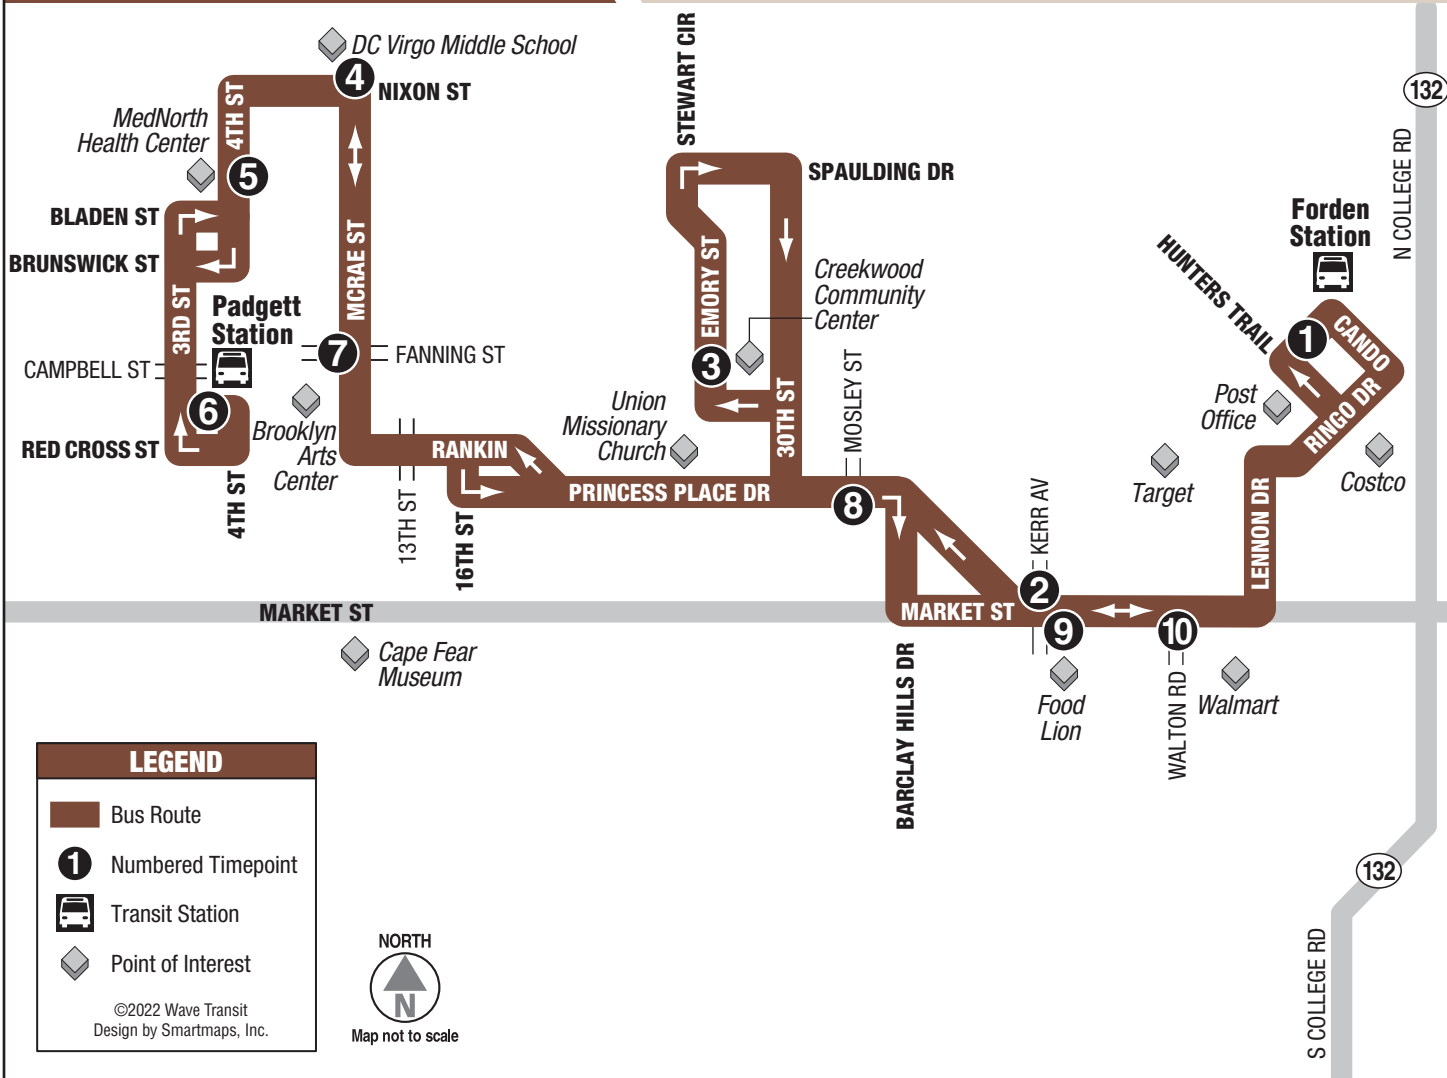 DC Virgo Middle School
4
NIXON ST
4TH ST
MedNorth
Health Center
5
BLADEN ST
BRUNSWICK ST
3RD ST
Padgett
Station
CAMPBELL ST
6
RED CROSS ST
4TH ST
MCRAE ST
7
FANNING ST
Brooklyn
Arts
Center
13TH ST
RANKIN
16TH ST
PRINCESS PLACE DR
STEWART CIR
SPAULDING DR
EMORY ST
3
Creekwood
Community
Center
30TH ST
Union
Missionary
Church
MOSLEY ST
8
KERR AV
2
MARKET ST
9
10
BARCLAY HILLS DR
Food
Lion
WALTON RD
Walmart
LENNON DR
Target
Post
Office
HUNTERS TRAIL
1
CANDO
RINGO DR
Costco
Forden
Station
N COLLEGE RD
132
MARKET ST
Cape Fear
Museum
132
S COLLEGE RD
LEGEND
Bus Route
1 Numbered Timepoint
Transit Station
Point of Interest
©2022 Wave Transit
Design by Smartmaps, Inc.
NORTH
N
Map not to scale